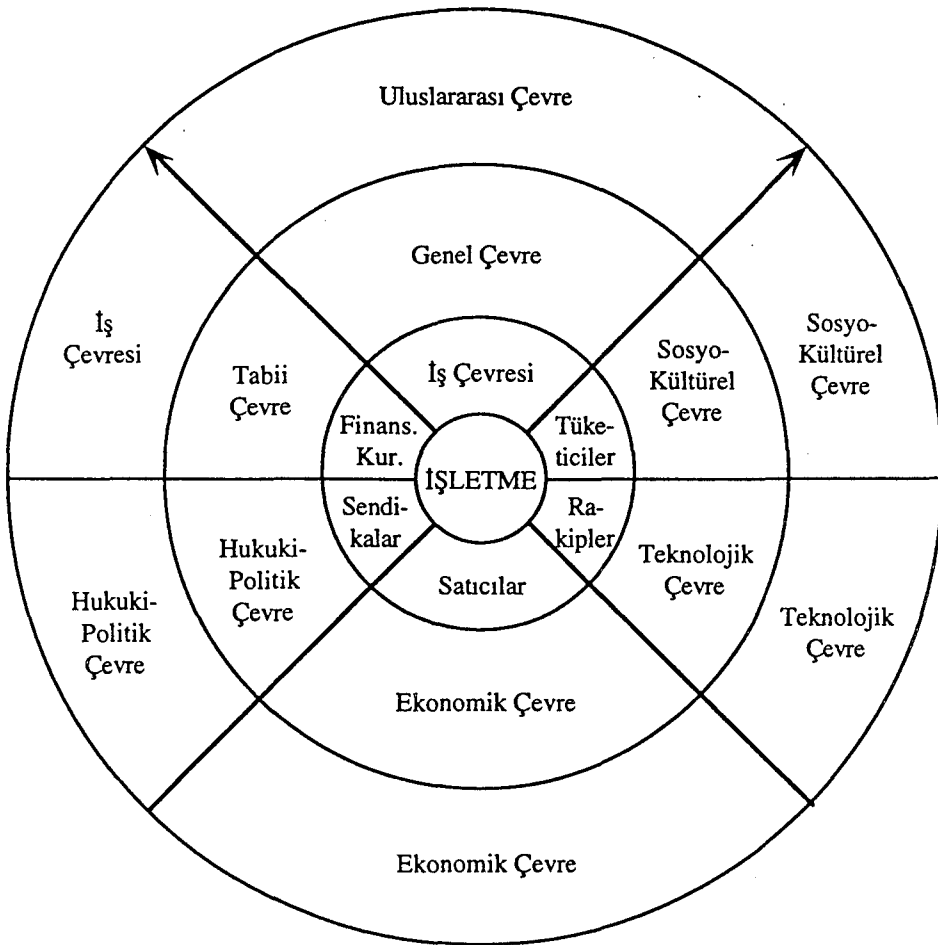 Uluslararası Çevre
Genel Çevre
İş
Çevresi
Tabii
Çevre
İş Çevresi
Sosyo-
Kültürel
Çevre
Sosyo-
Kültürel
Çevre
Finans.
Kur.
Tüke-
ticiler
İŞLETME
Sendi-
kalar
Ra-
kipler
Hukuki-
Politik
Çevre
Hukuki-
Politik
Çevre
Satıcılar
Teknolojik
Çevre
Teknolojik
Çevre
Ekonomik Çevre
Ekonomik Çevre